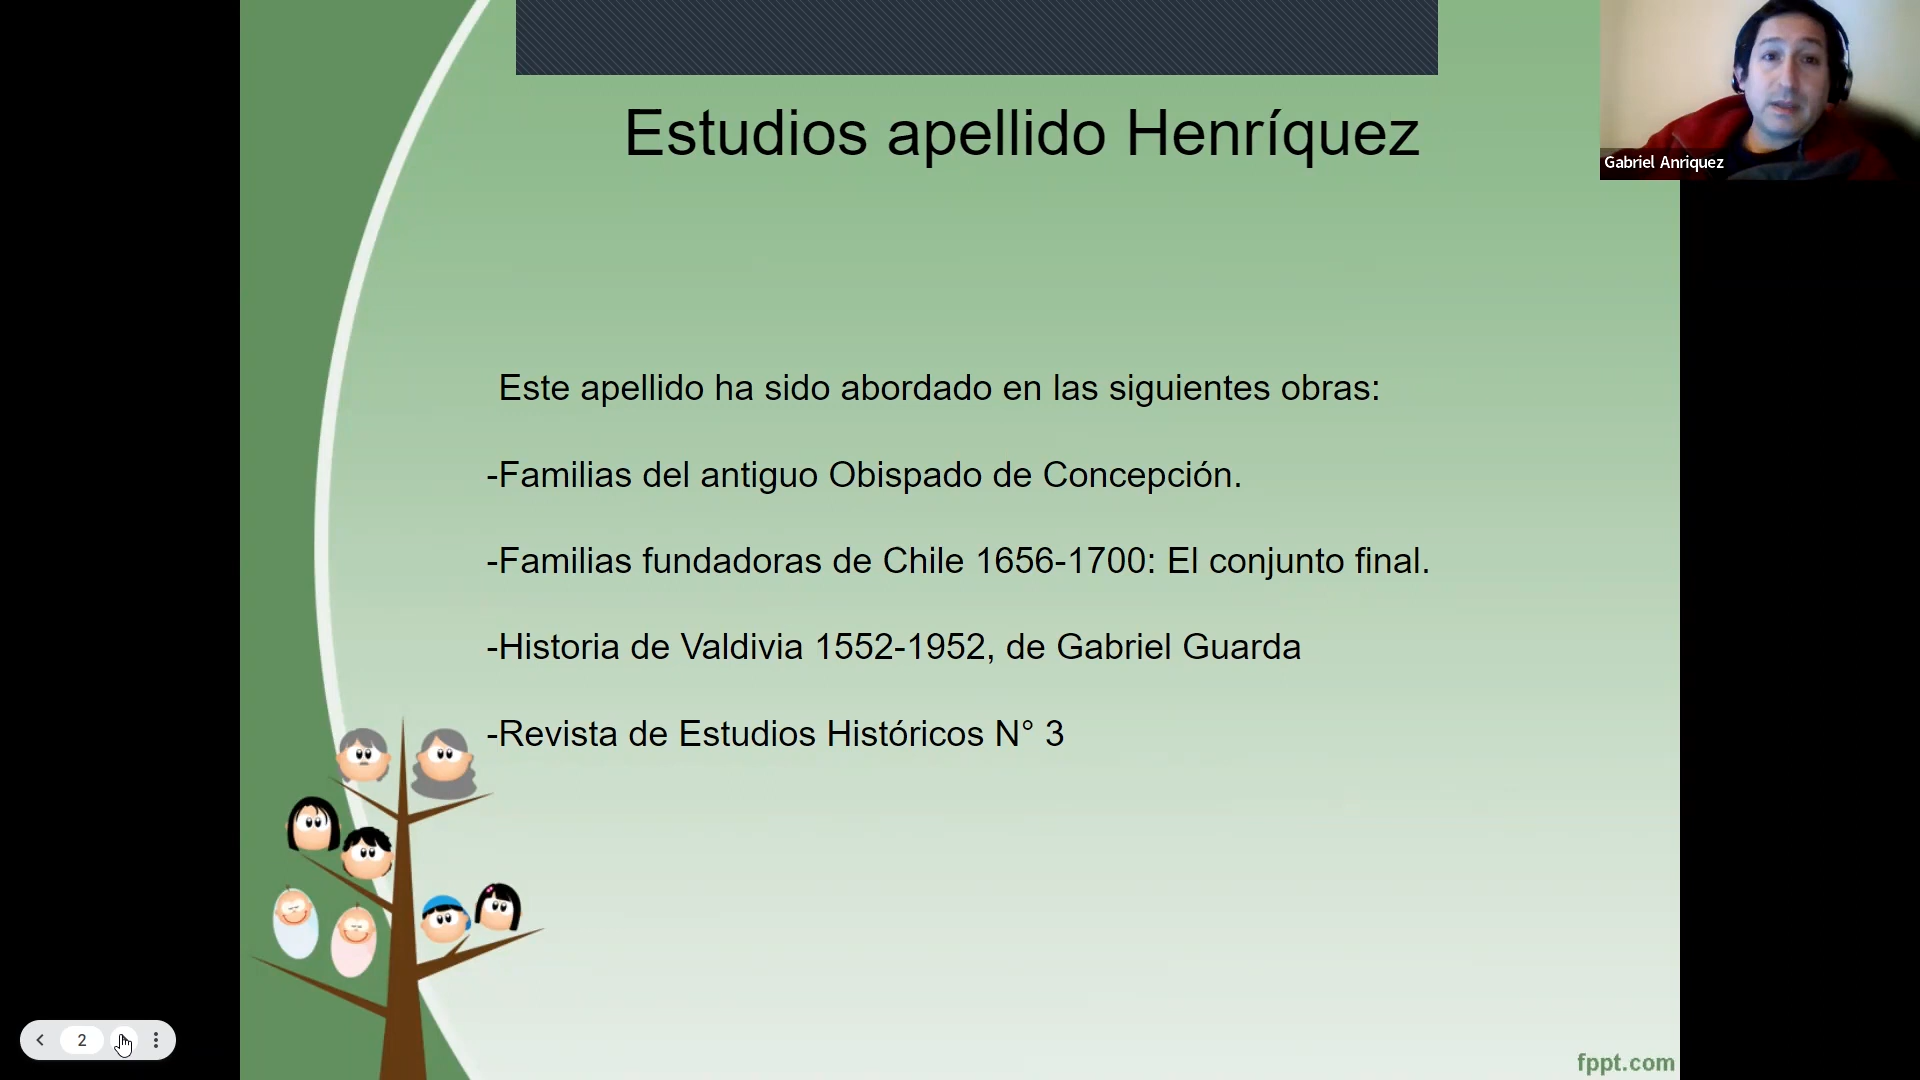 Estudios apellido Henríquez
Gabriel Anriquez
Este apellido ha sido abordado en las siguientes obras:
-Familias del antiguo Obispado de Concepción.
-Familias fundadoras de Chile 1656-1700: El conjunto final.
-Historia de Valdivia 1552-1952, de Gabriel Guarda
-Revista de Estudios Históricos N° 3
2
fppt.com